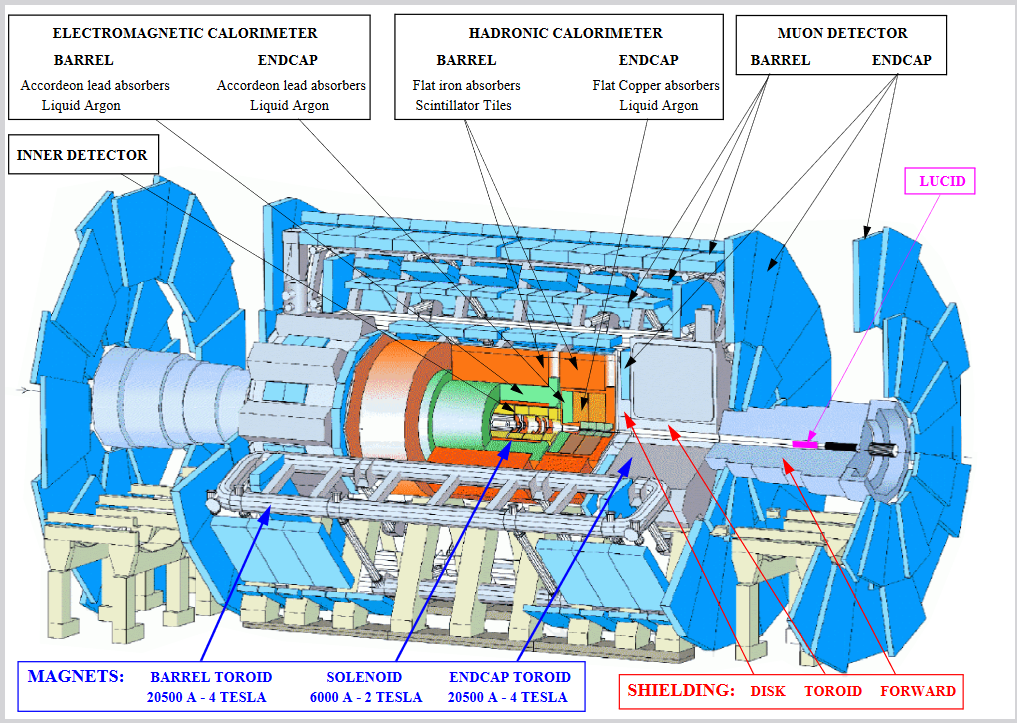 ELECTROMAGNETIC CALORIMETER
BARREL ENDCAP
Accordeon lead absorbers Accordeon lead absorbers
Liquid Argon Liquid Argon
HADRONIC CALORIMETER
BARREL ENDCAP
Flat iron absorbers Flat Copper absorbers
Scintillator Tiles Liquid Argon
MUON DETECTOR
BARREL ENDCAP
INNER DETECTOR
LUCID
MAGNETS: BARREL TOROID SOLENOID ENDCAP TOROID
20500 A - 4 TESLA 6000 A - 2 TESLA 20500 A - 4 TESLA
SHIELDING: DISK TOROID FORWARD